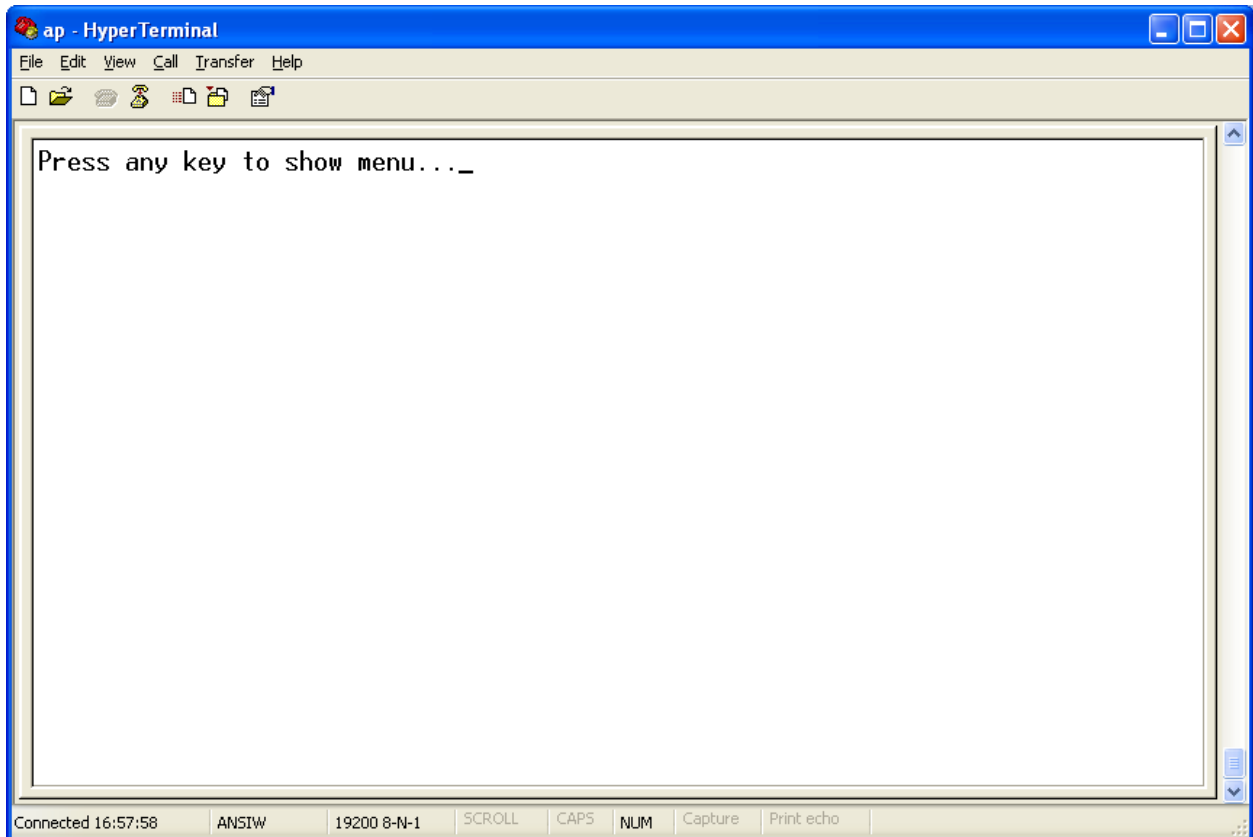 ap - HyperTerminal
File Edit View Call Transfer Help
Press any key to show menu..._
Connected 16:57:58 ANSIW 19200 8-N-1 SCROLL CAPS NUM Capture Print echo